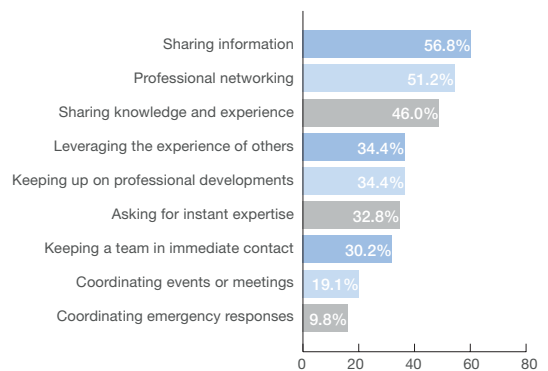 Sharing information 56.8%
Professional networking 51.2%
Sharing knowledge and experience 46.0%
Leveraging the experience of others 34.4%
Keeping up on professional developments 34.4%
Asking for instant expertise 32.8%
Keeping a team in immediate contact 30.2%
Coordinating events or meetings 19.1%
Coordinating emergency responses 9.8%
0 20 40 60 80